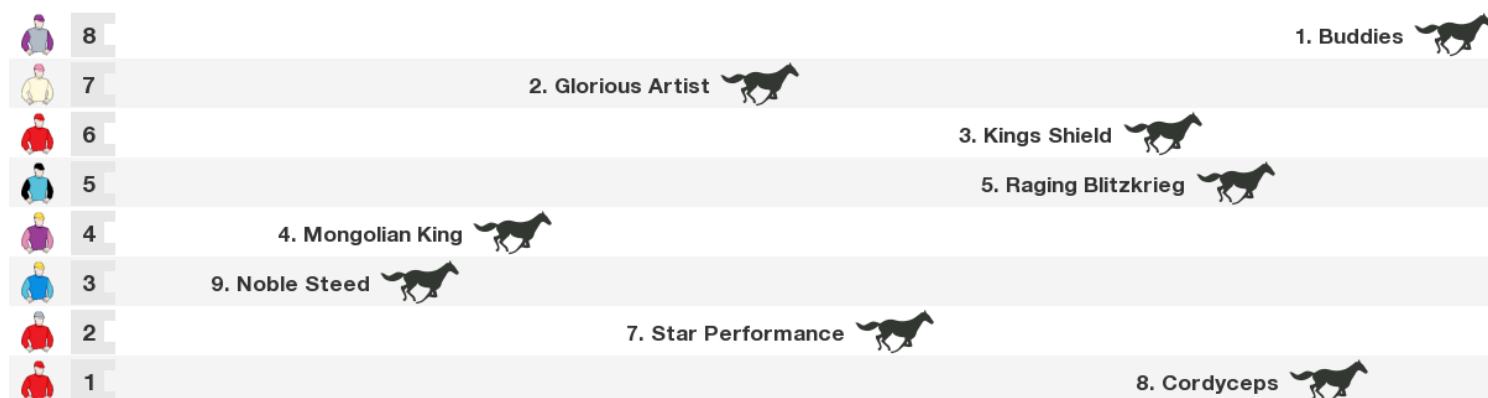 8 1. Buddies
7 2. Glorious Artist
6 3. Kings Shield
5 5. Raging Blitzkrieg
4 4. Mongolian King
3 9. Noble Steed
2 7. Star Performance
1 8. Cordyceps